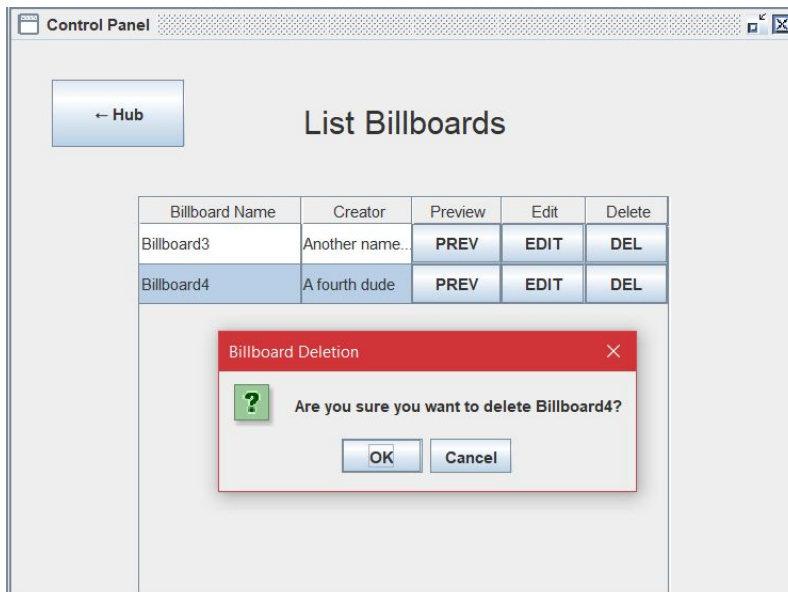 Control Panel
← Hub
List Billboards
Billboard Name Creator Preview Edit Delete
Billboard3 Another name... PREV EDIT DEL
Billboard4 A fourth dude PREV EDIT DEL
Billboard Deletion
? Are you sure you want to delete Billboard4?
OK Cancel